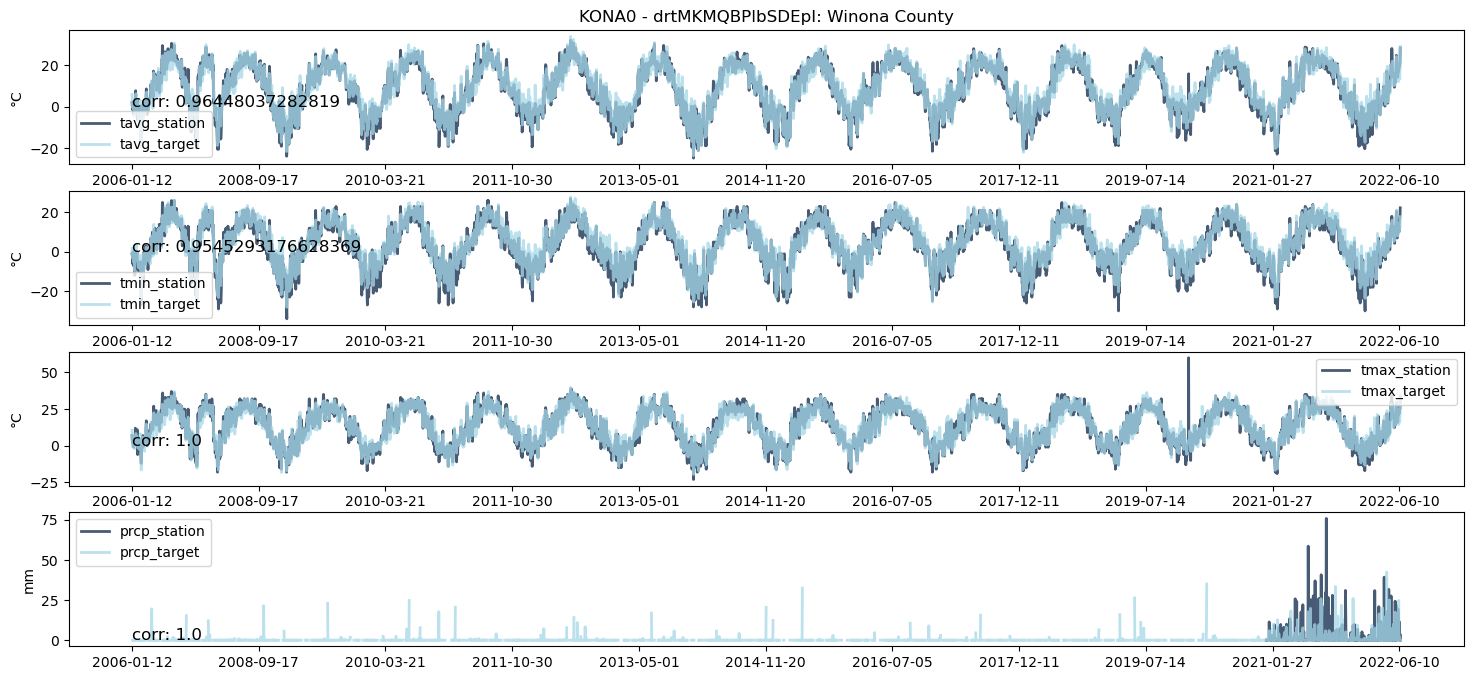 KONA0 - drtMKMQBPlbSDEpI: Winona County
20
0
−20
°C
corr: 0.96448037282819
tavg_station
tavg_target
2006-01-12 2008-09-17 2010-03-21 2011-10-30 2013-05-01 2014-11-20 2016-07-05 2017-12-11 2019-07-14 2021-01-27 2022-06-10
20
0
−20
°C
corr: 0.9545293176628369
tmin_station
tmin_target
2006-01-12 2008-09-17 2010-03-21 2011-10-30 2013-05-01 2014-11-20 2016-07-05 2017-12-11 2019-07-14 2021-01-27 2022-06-10
50
25
0
−25
°C
corr: 1.0
tmax_station
tmax_target
2006-01-12 2008-09-17 2010-03-21 2011-10-30 2013-05-01 2014-11-20 2016-07-05 2017-12-11 2019-07-14 2021-01-27 2022-06-10
75
50
25
0
mm
prcp_station
prcp_target
corr: 1.0
2006-01-12 2008-09-17 2010-03-21 2011-10-30 2013-05-01 2014-11-20 2016-07-05 2017-12-11 2019-07-14 2021-01-27 2022-06-10